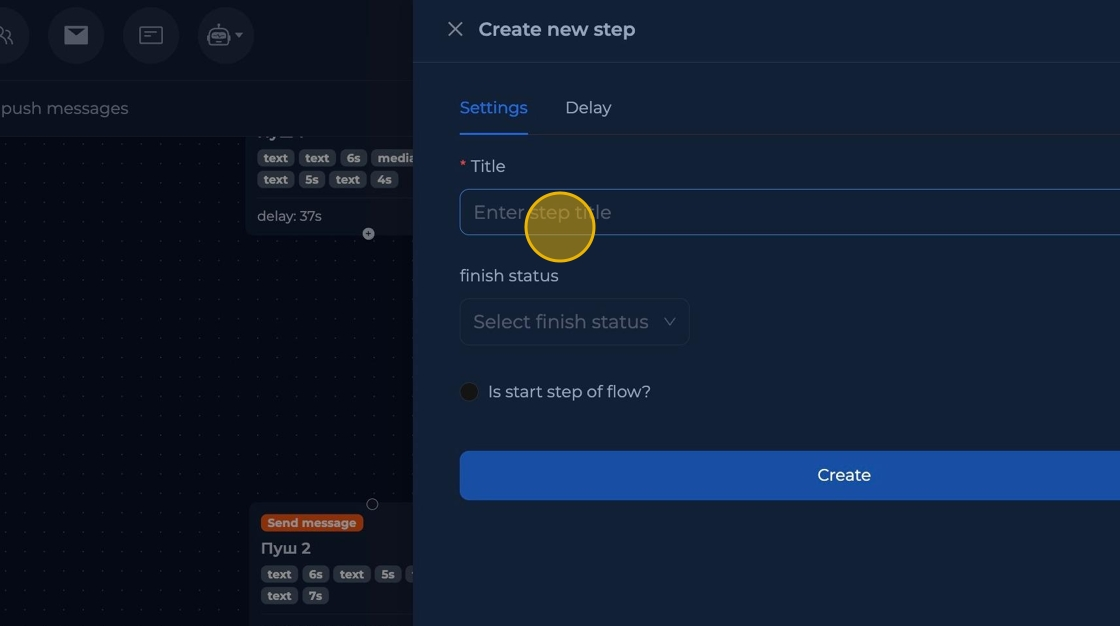 Create new step
push messages
Settings Delay
text text 6s media
text 5s text 4s
delay: 37s
* Title
Enter step title
finish status
Select finish status
Is start step of flow?
Create
Send message
Пуш 2
text 6s text 5s
text 7s